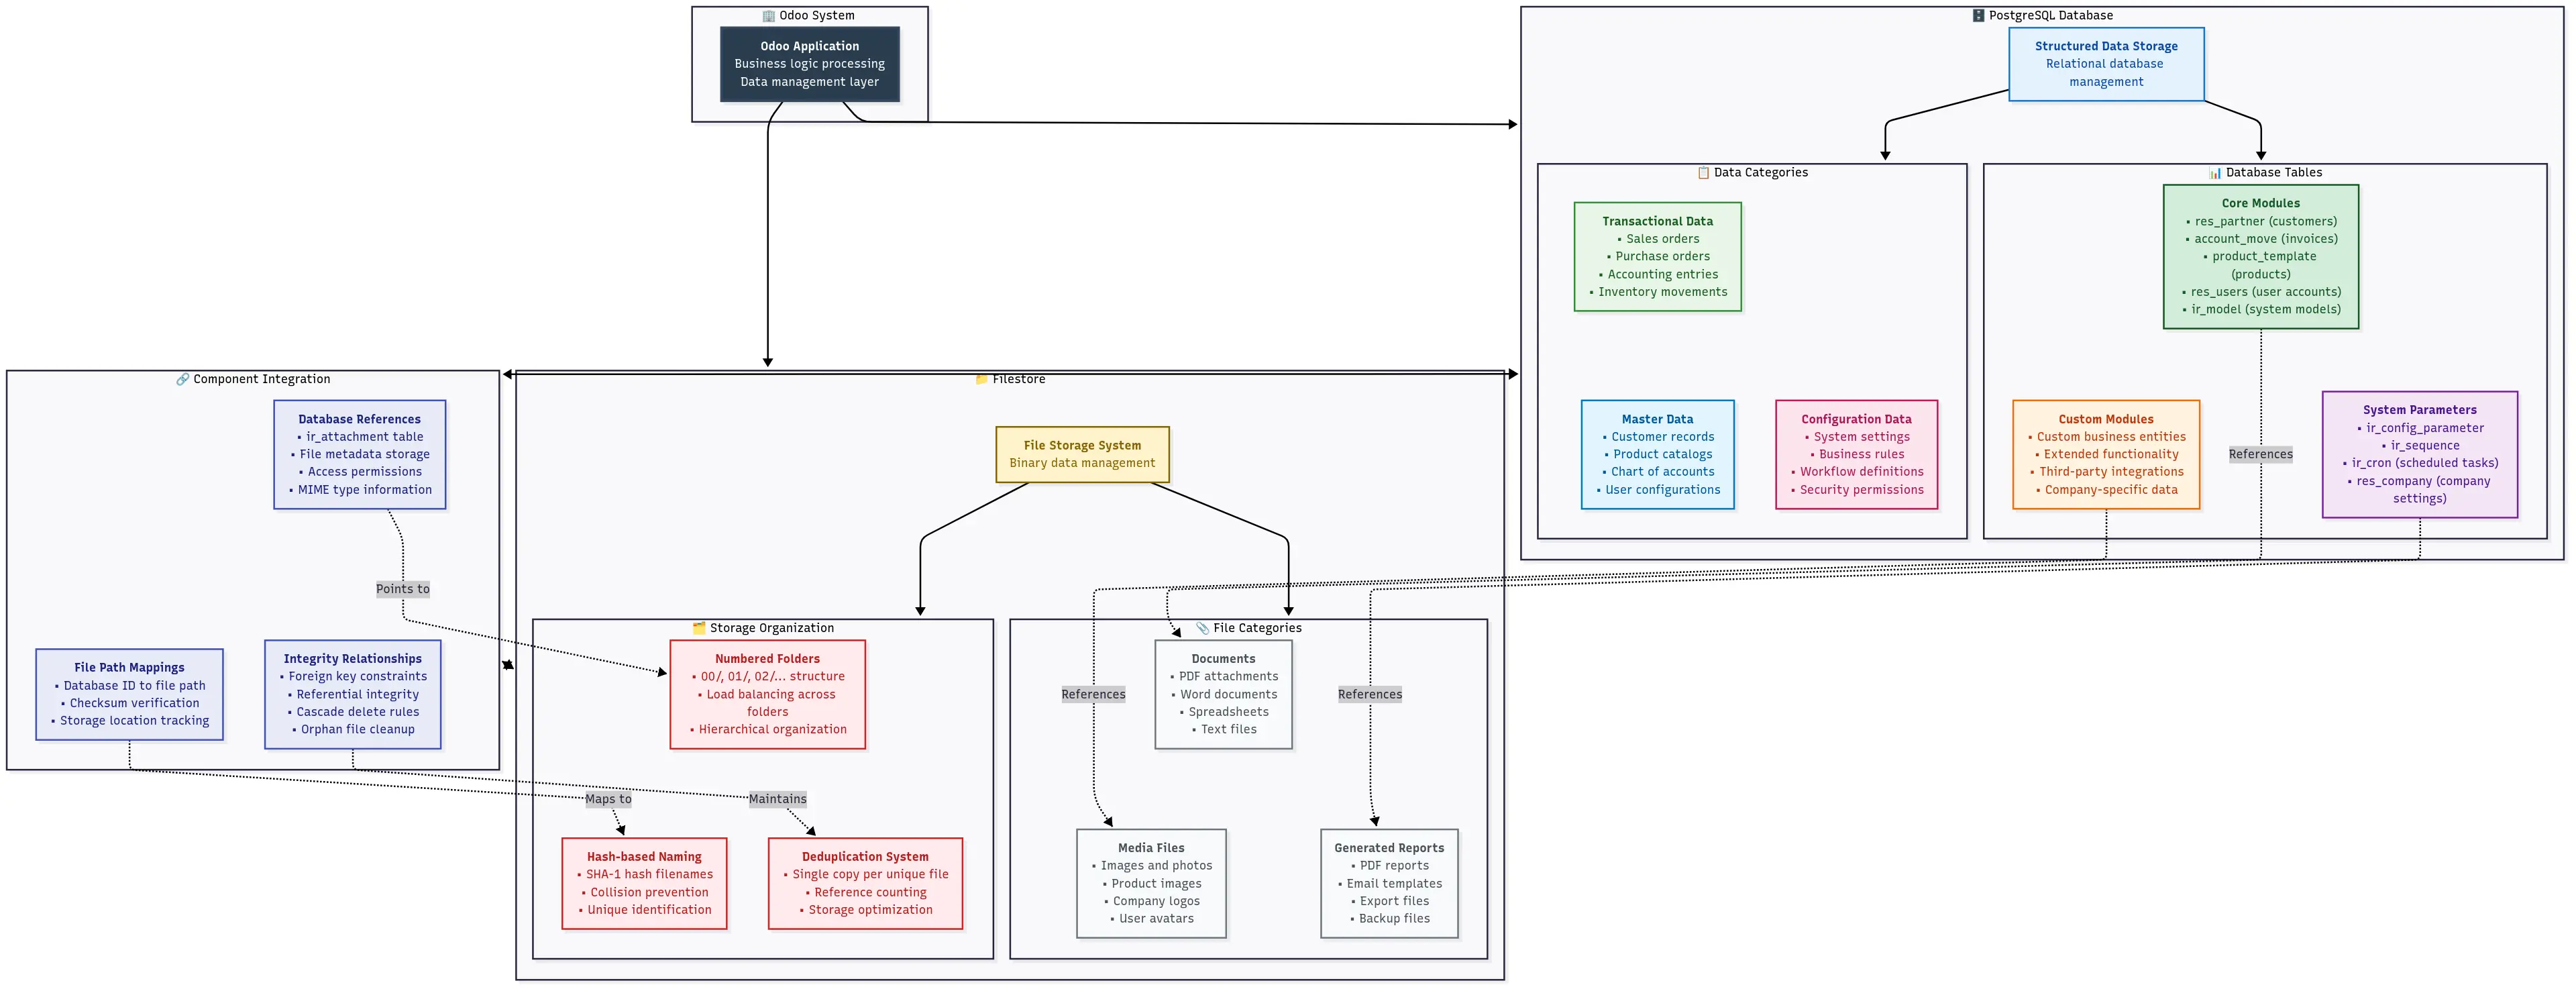 🏢 Odoo System
Odoo Application
Business logic processing
Data management layer
🗄️ PostgreSQL Database
Structured Data Storage
Relational database
management
📋 Data Categories
Transactional Data
▪ Sales orders
▪ Purchase orders
▪ Accounting entries
▪ Inventory movements
Master Data
▪ Customer records
▪ Product catalogs
▪ Chart of accounts
▪ User configurations
Configuration Data
▪ System settings
▪ Business rules
▪ Workflow definitions
▪ Security permissions
📊 Database Tables
Core Modules
▪ res_partner (customers)
▪ account_move (invoices)
▪ product_template
(products)
▪ res_users (user accounts)
▪ ir_model (system models)
Custom Modules
▪ Custom business entities
▪ Extended functionality
▪ Third-party integrations
▪ Company-specific data
References
System Parameters
▪ ir_config_parameter
▪ ir_sequence
▪ ir_cron (scheduled tasks)
▪ res_company (company
settings)
🔗 Component Integration
Database References
▪ ir_attachment table
▪ File metadata storage
▪ Access permissions
▪ MIME type information
Points to
File Path Mappings
▪ Database ID to file path
▪ Checksum verification
▪ Storage location tracking
Integrity Relationships
▪ Foreign key constraints
▪ Referential integrity
▪ Cascade delete rules
▪ Orphan file cleanup
📁 Filestore
File Storage System
Binary data management
🗂️ Storage Organization
Numbered Folders
▪ 00/, 01/, 02/... structure
▪ Load balancing across
folders
▪ Hierarchical organization
Maps to
Maintains
Hash-based Naming
▪ SHA-1 hash filenames
▪ Collision prevention
▪ Unique identification
Deduplication System
▪ Single copy per unique file
▪ Reference counting
▪ Storage optimization
📎 File Categories
Documents
▪ PDF attachments
▪ Word documents
▪ Spreadsheets
▪ Text files
References
References
Media Files
▪ Images and photos
▪ Product images
▪ Company logos
▪ User avatars
Generated Reports
▪ PDF reports
▪ Email templates
▪ Export files
▪ Backup files